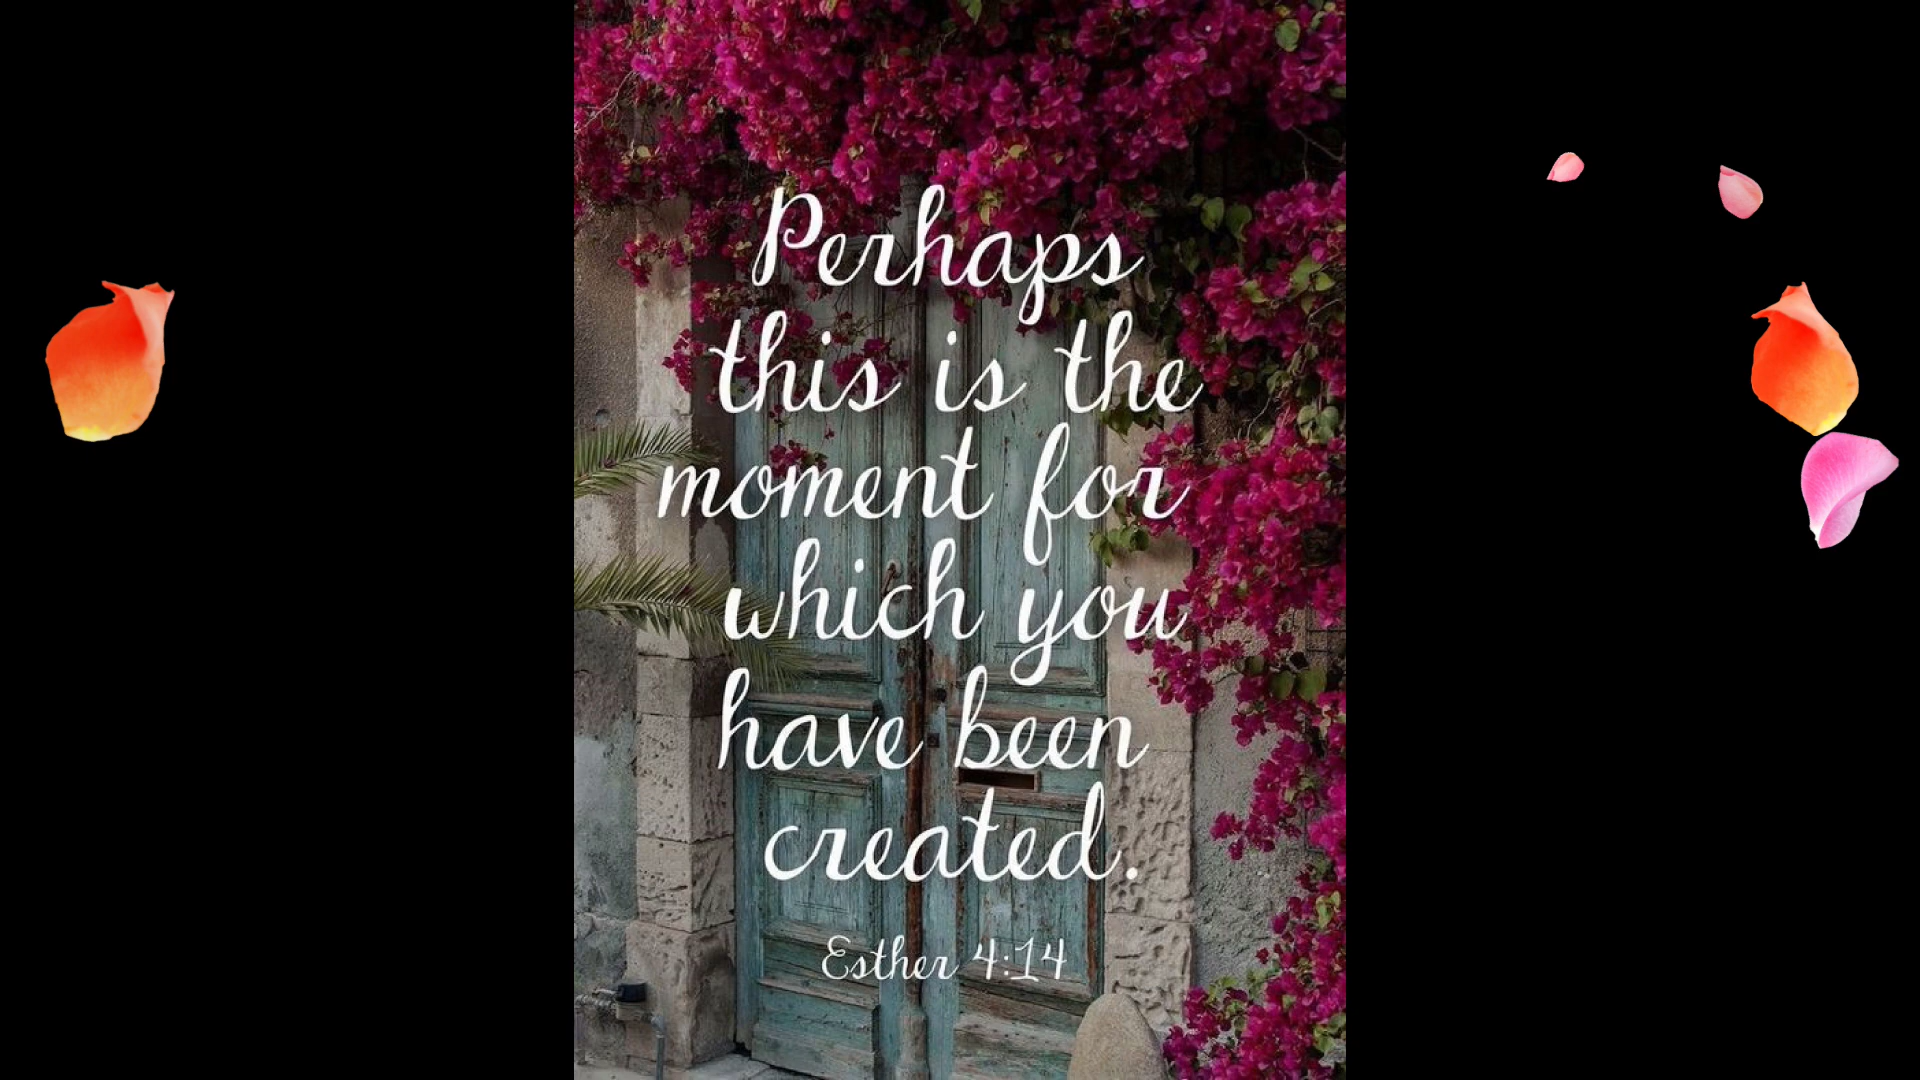 Perhaps
this is the
moment for
which you
have been
created.
Esther 4:14